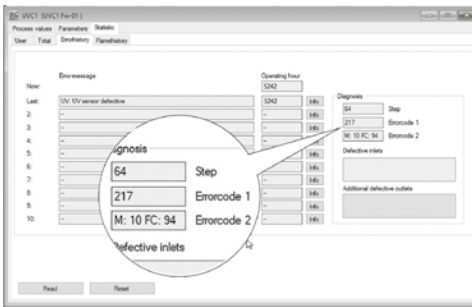 UVC1 (UVC1 Fw-01)
Process values Parameters Statistic
User Total Errorhistory Flamehistory
Errormessage Operating hour
Now: 5242
Last: UV: UV sensor defective 5242 Info
2: -- -- Info
3: -- Info
4: -- Info
5: -- Info
6: -- Info
7: -- Info
8: -- -- Info
9: -- -- Info
10: -- -- Info
Diagnosis
64 Step
217 Errorcode 1
M: 10 FC: 94 Errorcode 2
Defective inlets
Additional defective outlets
agnosis
64 Step
217 Errorcode 1
M: 10 FC: 94 Errorcode 2
Defective inlets
Read Reset